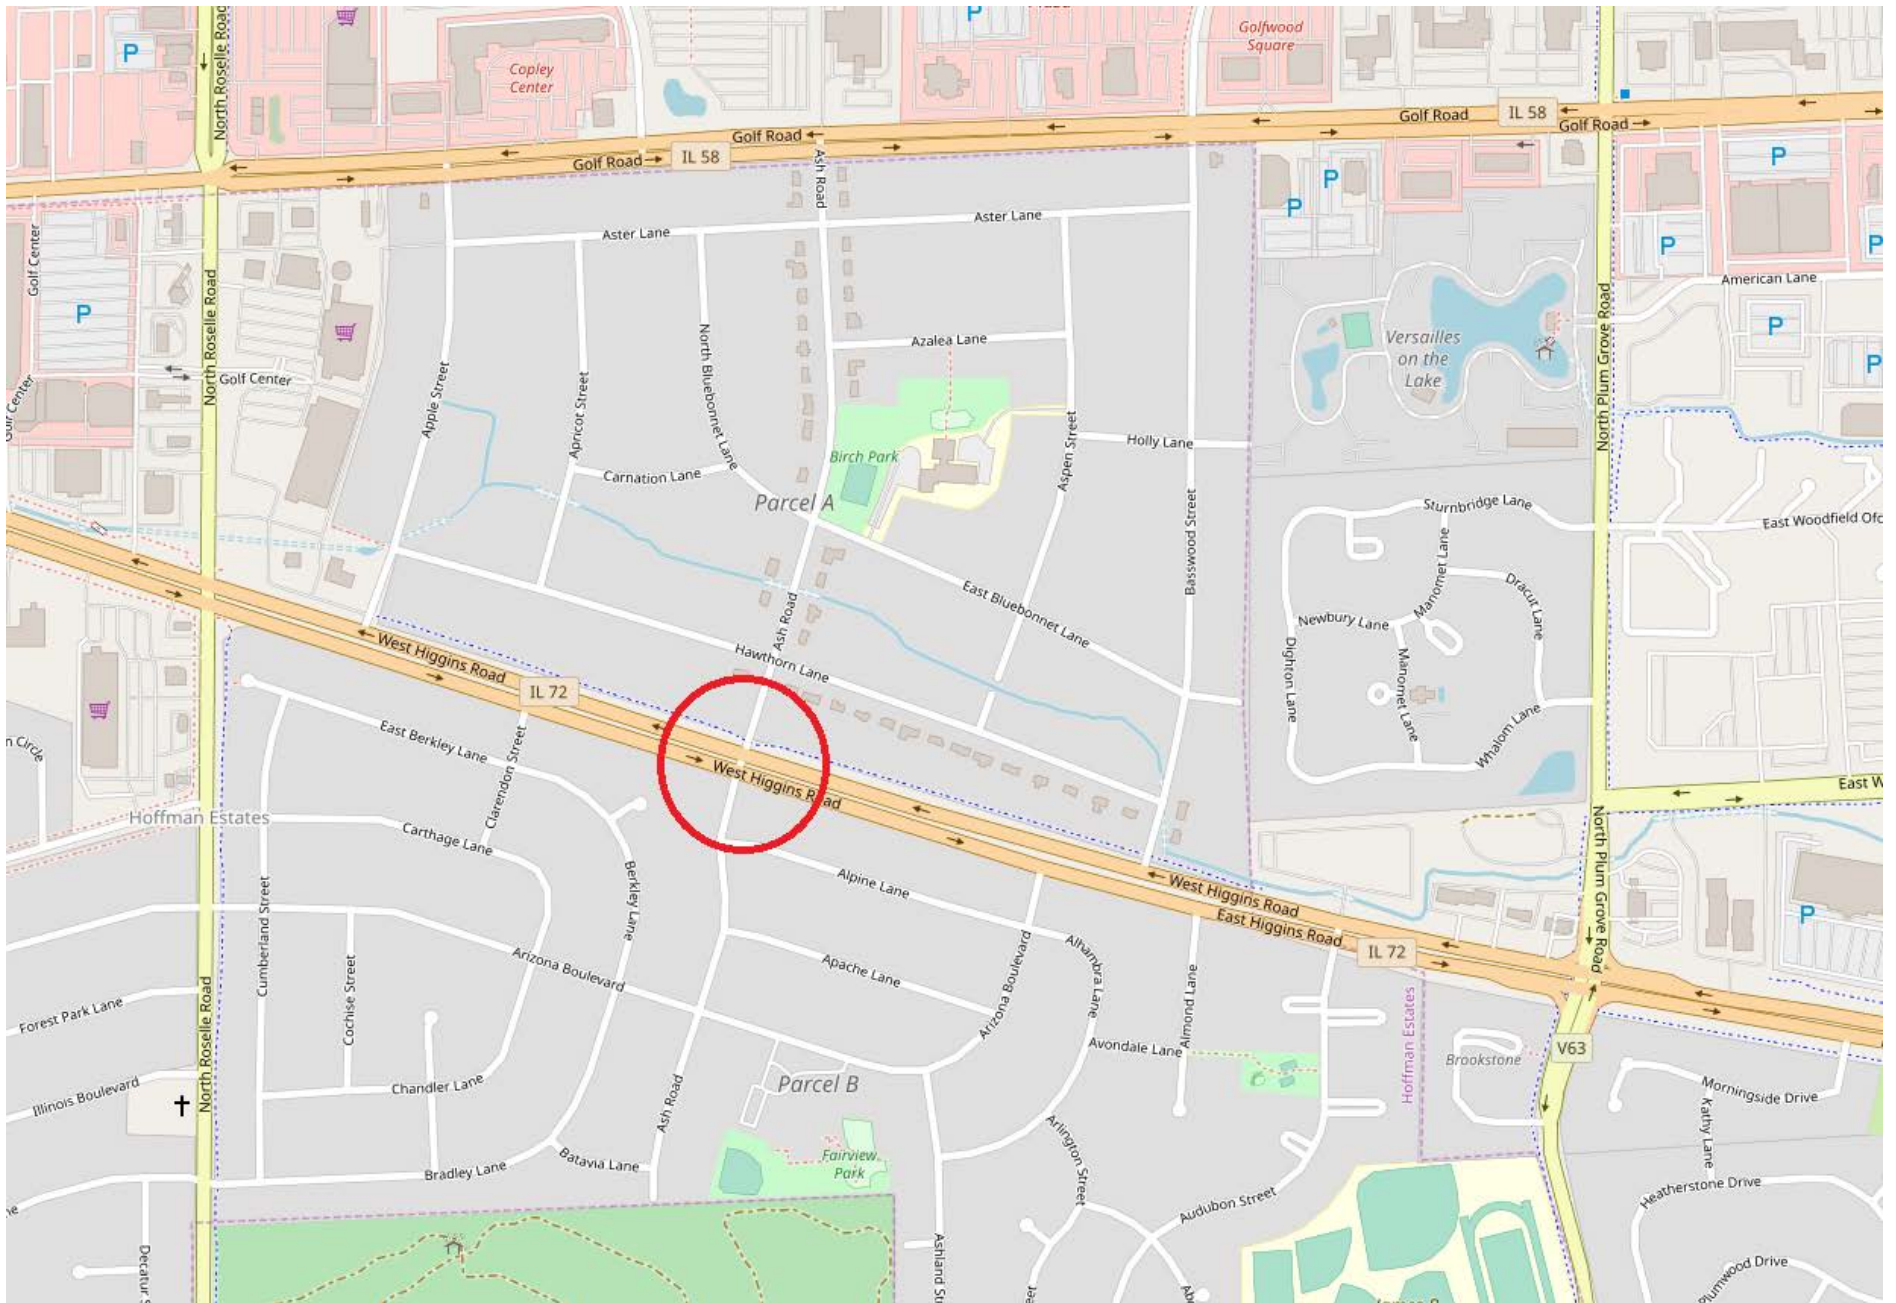 North Roselle Road
P
Copley
Center
P
Plaza
Golfwood
Square
Golf Road
IL 58
Golf Road
Golf Road
Golf Road
IL 58
Ash Road
P
P
P
P
P
Golf Center
P
North Roselle Road
Golf Center
Golf Center
Aster Lane
Aster Lane
Apple Street
Apricot Street
North Bluebonnet Lane
Azalea Lane
Carnation Lane
Birch Park
Parcel A
Aspen Street
Holly Lane
Basswood Street
Versailles
on the
Lake
North Plum Grove Road
American Lane
P
P
Sturnbridge Lane
East Woodfield Ofc
Manomet Lane
Dracut Lane
Newbury Lane
Dighton Lane
Manomet Lane
Whalom Lane
East Bluebonnet Lane
Ash Road
Hawthorn Lane
West Higgins Road
IL 72
West Higgins Road
East Berkley Lane
Clarendon Street
n Circle
Hoffman Estates
Carthage Lane
Berkley Lane
Cumberland Street
Alpine Lane
West Higgins Road
East Higgins Road
IL 72
East W
North Plum Grove Road
P
Arizona Boulevard
Cochise Street
Apache Lane
Arizona Boulevard
Alhambra Lane
Almond Lane
Avondale Lane
Forest Park Lane
North Roselle Road
Illinois Boulevard
Chandler Lane
Ash Road
Parcel B
Hoffman Estates
Brookstone
V63
Morningside Drive
Kathy Lane
Fairview
Park
Arlington Street
Bradley Lane
Batavia Lane
Audubon Street
Heatherstone Drive
ne
Decatur S
Ashland St
eet
Abe
Plumwood Drive